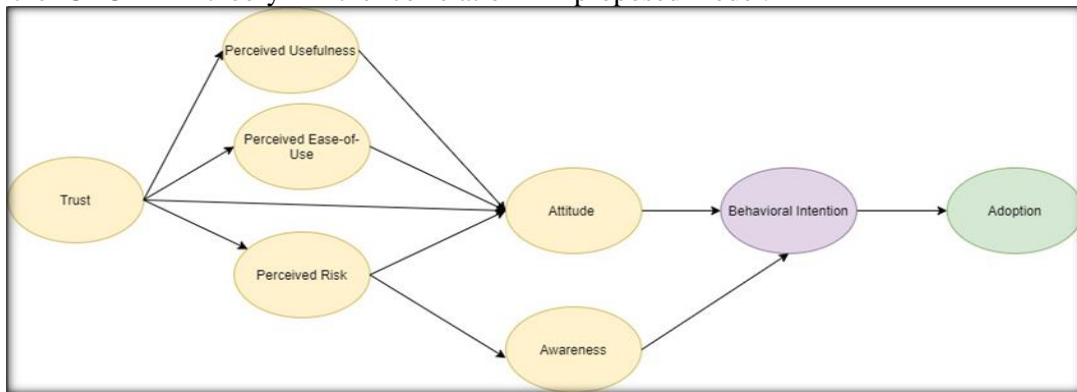 Perceived Usefulness
Perceived Ease-of-
Use
Trust
Attitude
Behavioral Intention
Adoption
Perceived Risk
Awareness